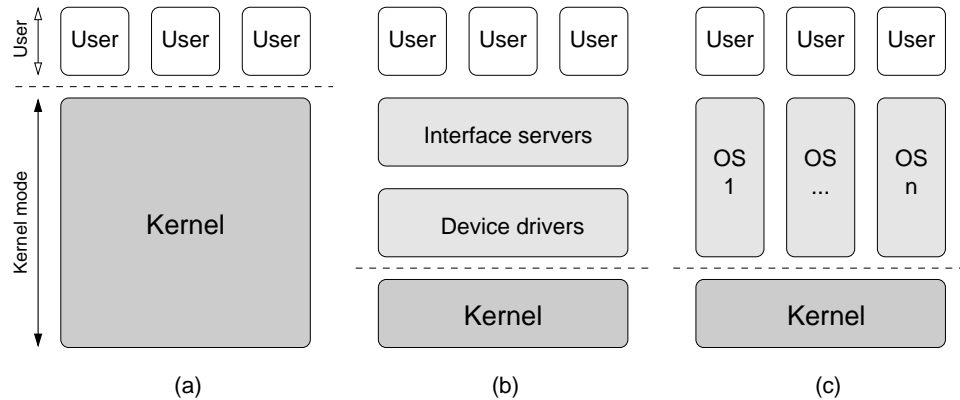 User
User User User
Kernel mode
Kernel
(a)
User User User
Interface servers
Device drivers
Kernel
(b)
User User User
OS
1
OS
...
OS
n
Kernel
(c)